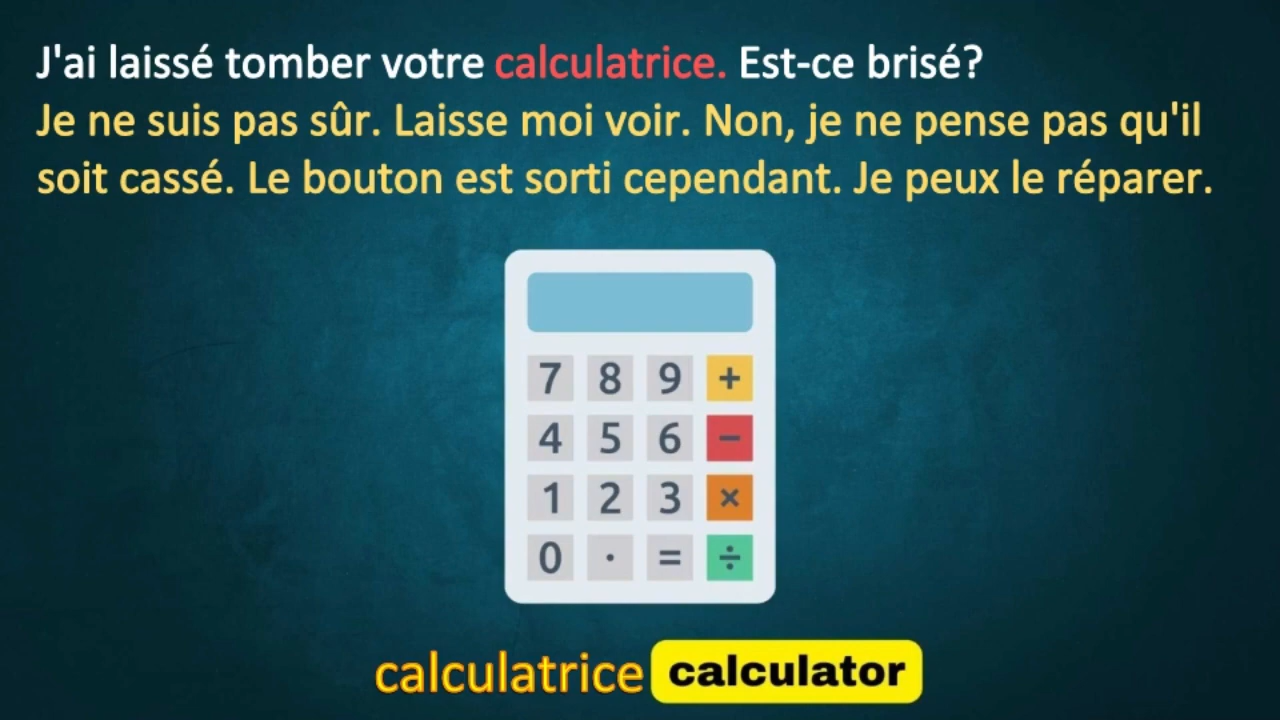 J'ai laissé tomber votre calculatrice. Est-ce brisé?
Je ne suis pas sûr. Laisse moi voir. Non, je ne pense pas qu'il
soit cassé. Le bouton est sorti cependant. Je peux le réparer.
7 8 9 +
4 5 6 −
1 2 3 ×
0 · = ÷
calculatrice calculator